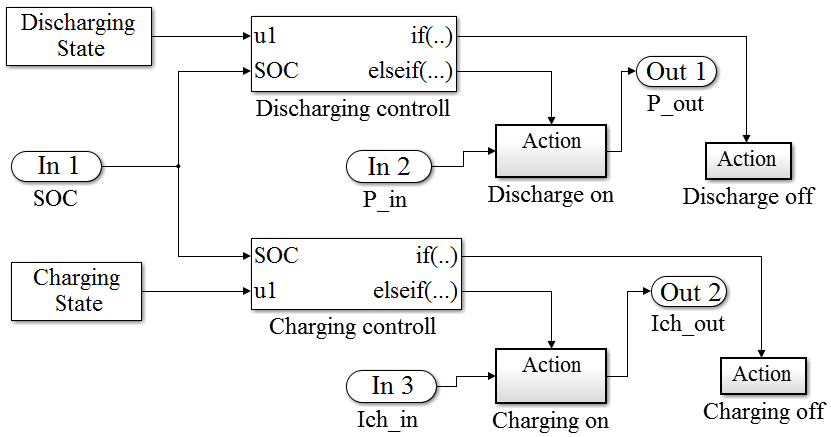 Discharging
State
u1
if(..)
SOC
elseif(...)
Discharging controll
Out 1
P_out
Action
Discharge on
Action
Discharge off
In 1
SOC
In 2
P_in
Charging
State
SOC
if(..)
u1
elseif(...)
Charging controll
Out 2
Ich_out
Action
Charging on
Action
Charging off
In 3
Ich_in